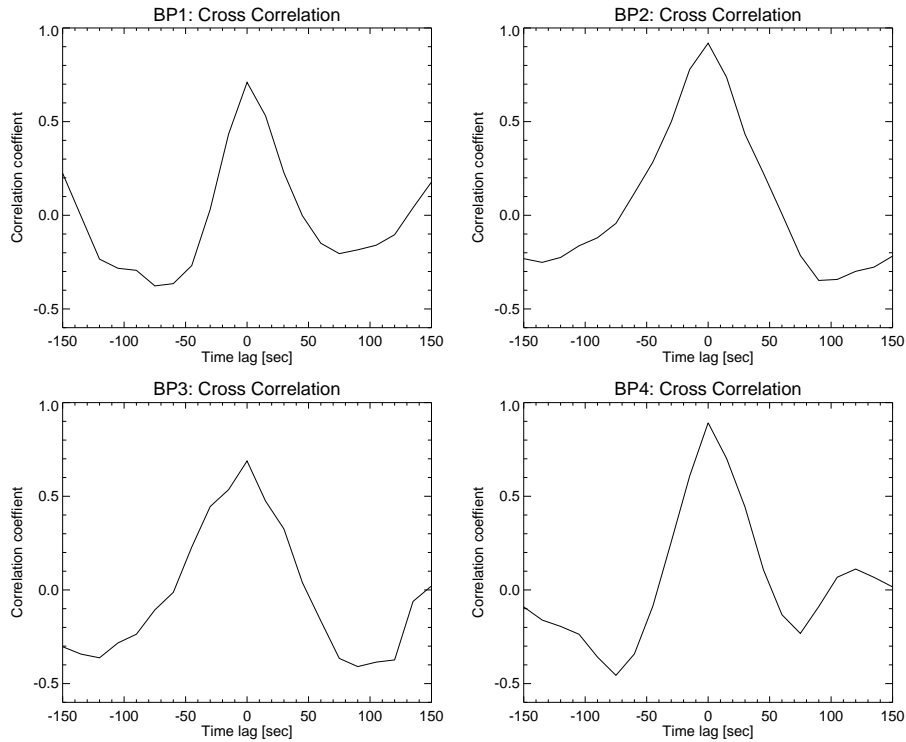 BP1: Cross Correlation
1.0
0.5
0.0
-0.5
Correlation coeffient
-150 -100 -50 0 50 100 150
Time lag [sec]
BP2: Cross Correlation
1.0
0.5
0.0
-0.5
Correlation coeffient
-150 -100 -50 0 50 100 150
Time lag [sec]
BP3: Cross Correlation
1.0
0.5
0.0
-0.5
Correlation coeffient
-150 -100 -50 0 50 100 150
Time lag [sec]
BP4: Cross Correlation
1.0
0.5
0.0
-0.5
Correlation coeffient
-150 -100 -50 0 50 100 150
Time lag [sec]